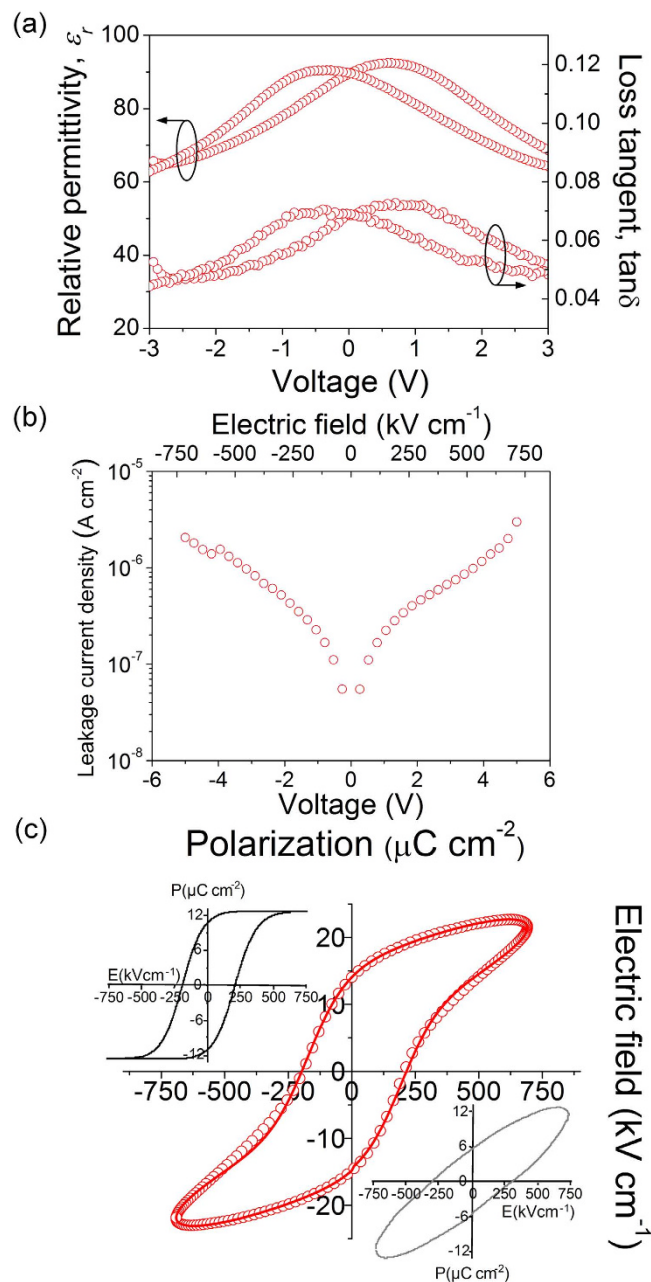 (a)
Relative permittivity, εr
100
80
60
40
20
Loss tangent, tanδ
0.12
0.10
0.08
0.06
0.04
-3 -2 -1 0 1 2 3
Voltage (V)
(b)
Electric field (kV cm-1)
-750 -500 -250 0 250 500 750
Leakage current density (A cm-2)
10-5
10-6
10-7
10-8
-6 -4 -2 0 2 4 6
Voltage (V)
(c)
Polarization (μC cm-2)
Electric field (kV cm-1)
20
10
0
-10
-20
-750 -500 -250 0 250 500 750
P(μC cm-2)
12
6
0
-6
-12
E(kVcm-1)
-750 -500 -250 0 250 500 750
12
6
0
-6
-12
-750 -500 -250 0 250 500 750
E(kVcm-1)
P(μC cm-2)